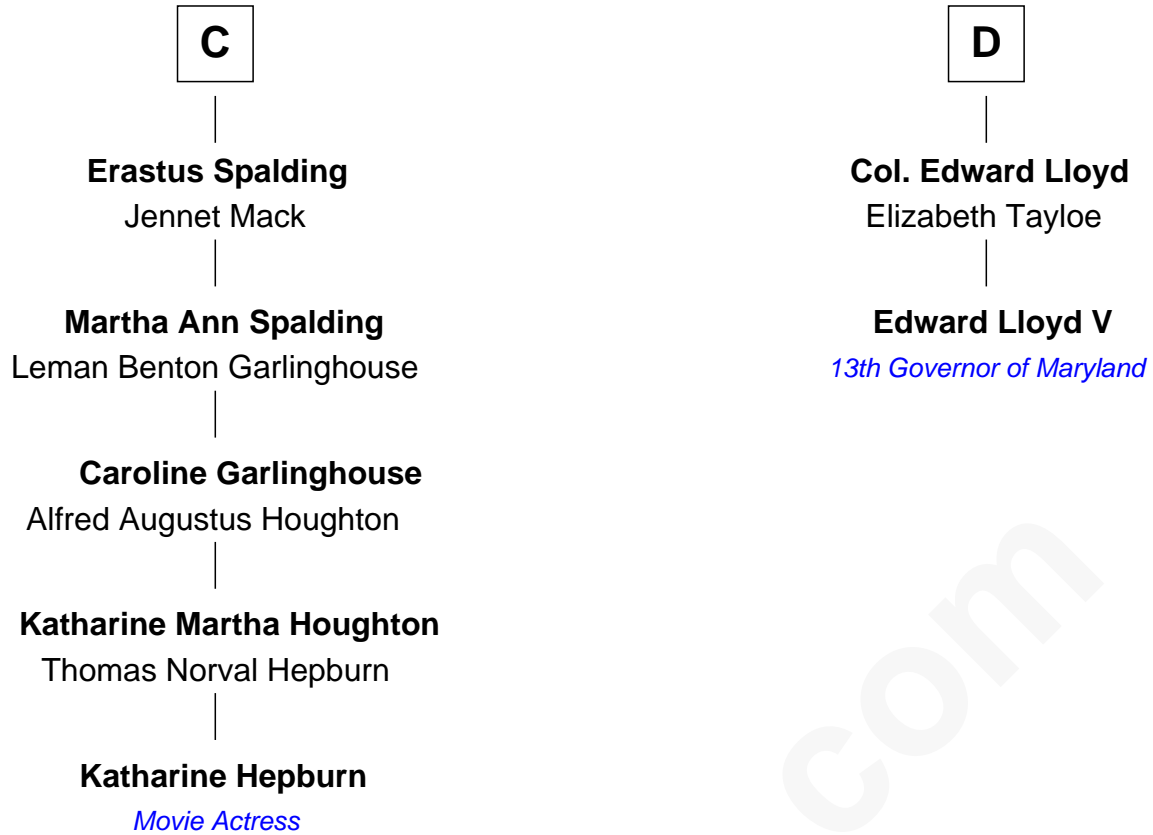 C
Erastus Spalding
Jennet Mack
Martha Ann Spalding
Leman Benton Garlinghouse
Caroline Garlinghouse
Alfred Augustus Houghton
Katharine Martha Houghton
Thomas Norval Hepburn
Katharine Hepburn
Movie Actress
D
Col. Edward Lloyd
Elizabeth Tayloe
Edward Lloyd V
13th Governor of Maryland
com